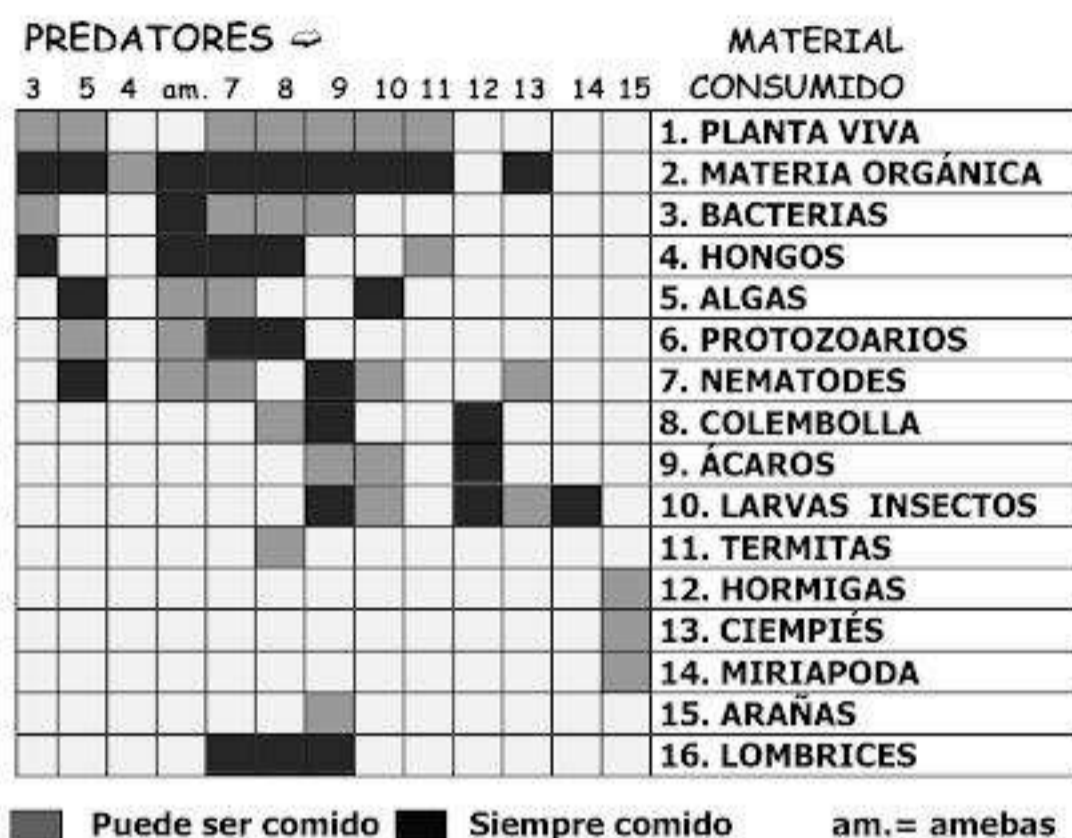 PREDATORES ➫ MATERIAL
3 5 4 am. 7 8 9 10 11 12 13 14 15 CONSUMIDO
1. PLANTA VIVA
2. MATERIA ORGÁNICA
3. BACTERIAS
4. HONGOS
5. ALGAS
6. PROTOZOARIOS
7. NEMATODES
8. COLEMBOLLA
9. ÁCAROS
10. LARVAS INSECTOS
11. TERMITAS
12. HORMIGAS
13. CIEMPIÉS
14. MIRIAPODA
15. ARAÑAS
16. LOMBRICES
Puede ser comido Siempre comido am.= amebas